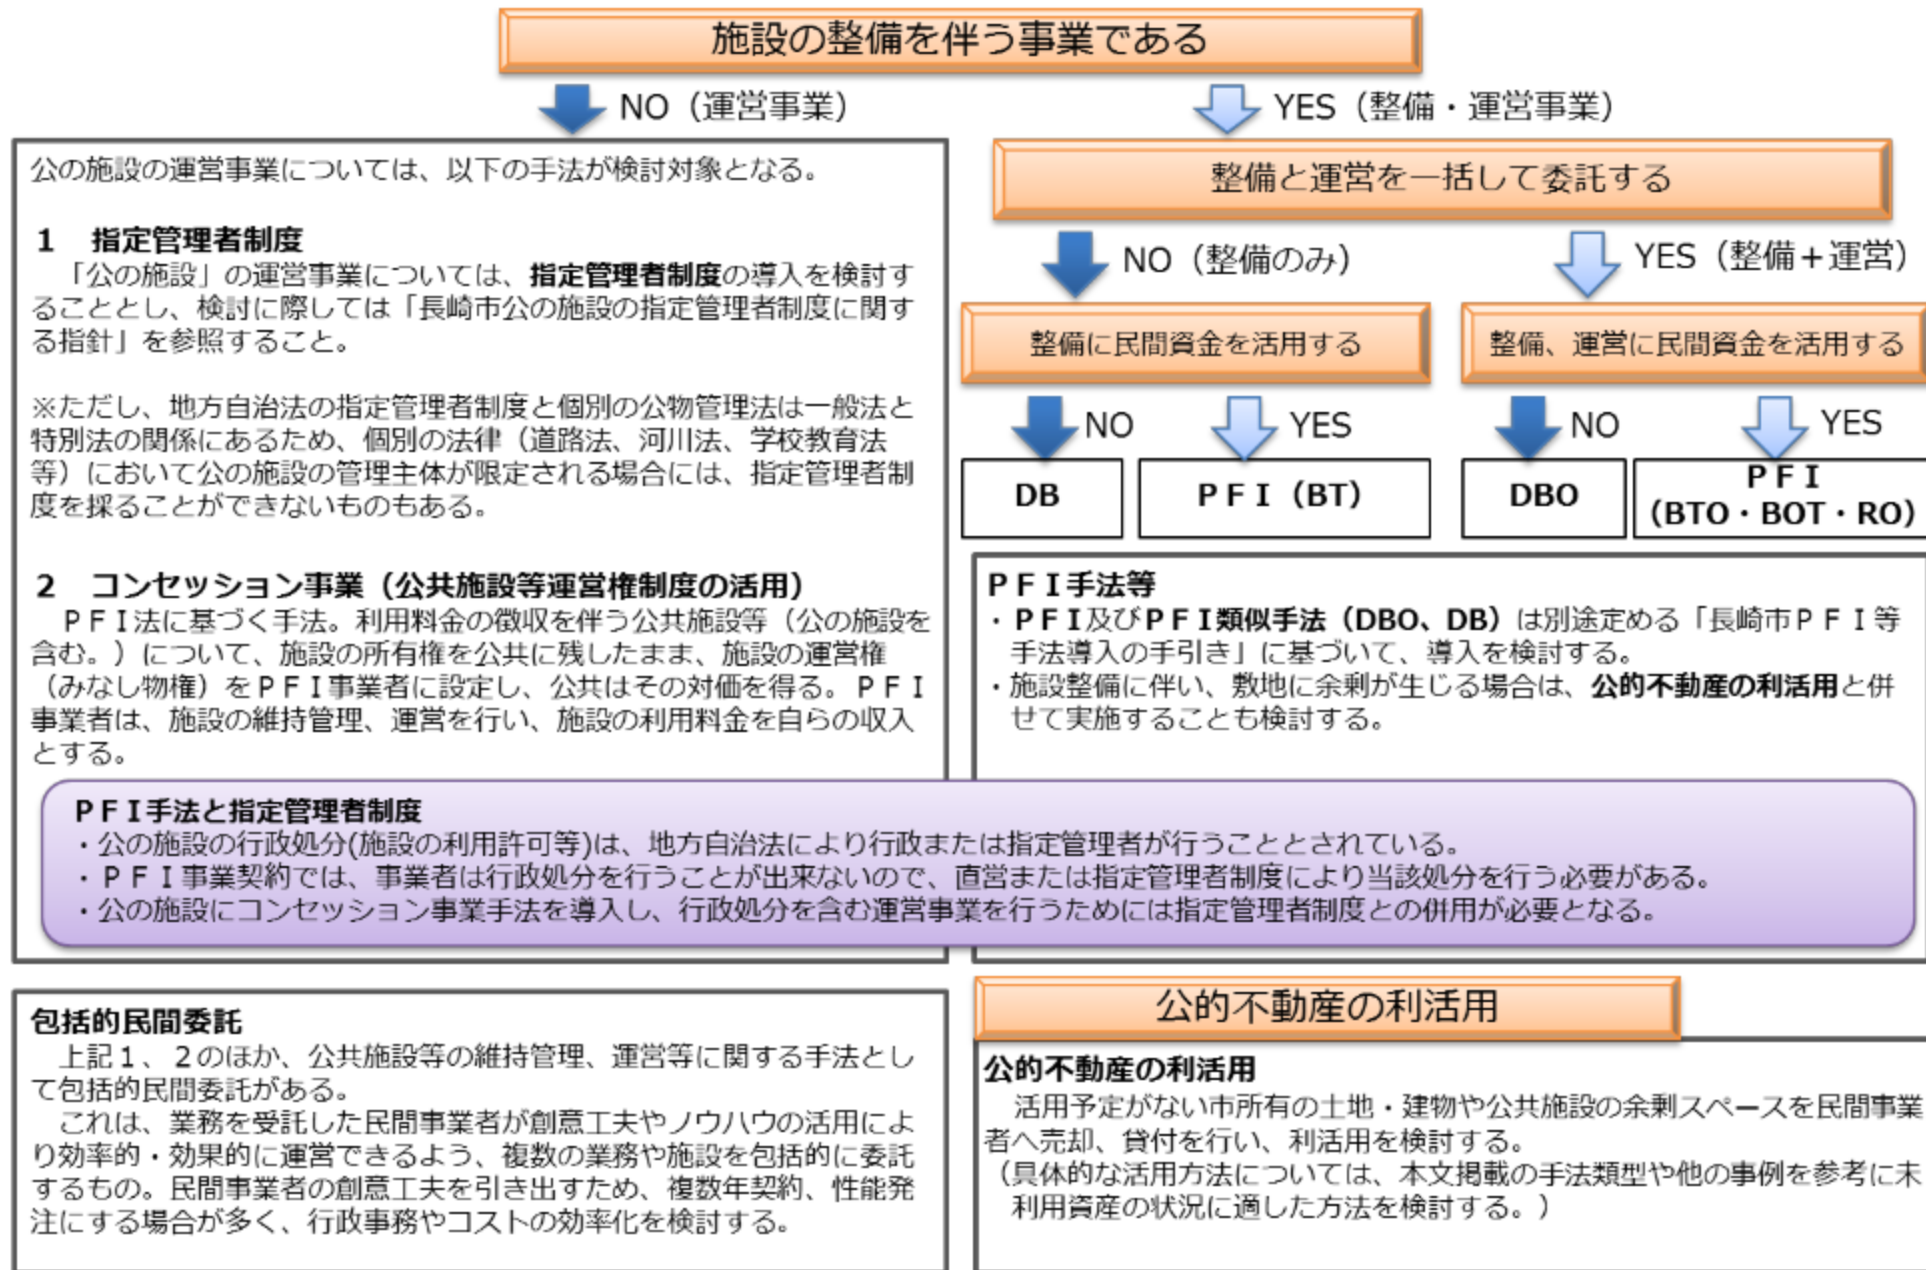 施設の整備を伴う事業である
NO（運営事業）
YES（整備・運営事業）
公の施設の運営事業については、以下の手法が検討対象となる。
1　指定管理者制度
「公の施設」の運営事業については、指定管理者制度の導入を検討す
ることとし、検討に際しては「長崎市公の施設の指定管理者制度に関す
る指針」を参照すること。
※ただし、地方自治法の指定管理者制度と個別の公物管理法は一般法と
特別法の関係にあるため、個別の法律（道路法、河川法、学校教育法
等）において公の施設の管理主体が限定される場合には、指定管理者制
度を採ることができないものもある。
2　コンセッション事業（公共施設等運営権制度の活用）
ＰＦＩ法に基づく手法。利用料金の徴収を伴う公共施設等（公の施設を
含む。）について、施設の所有権を公共に残したまま、施設の運営権
（みなし物権）をＰＦＩ事業者に設定し、公共はその対価を得る。ＰＦＩ
事業者は、施設の維持管理、運営を行い、施設の利用料金を自らの収入
とする。
整備と運営を一括して委託する
NO（整備のみ）
YES（整備＋運営）
整備に民間資金を活用する
整備、運営に民間資金を活用する
NO
YES
NO
YES
DB
ＰＦＩ（BT）
DBO
ＰＦＩ
（BTO・BOT・RO）
ＰＦＩ手法等
・ＰＦＩ及びＰＦＩ類似手法（DBO、DB）は別途定める「長崎市ＰＦＩ等
手法導入の手引き」に基づいて、導入を検討する。
・施設整備に伴い、敷地に余剰が生じる場合は、公的不動産の利活用と併
せて実施することも検討する。
ＰＦＩ手法と指定管理者制度
・公の施設の行政処分(施設の利用許可等)は、地方自治法により行政または指定管理者が行うこととされている。
・ＰＦＩ事業契約では、事業者は行政処分を行うことが出来ないので、直営または指定管理者制度により当該処分を行う必要がある。
・公の施設にコンセッション事業手法を導入し、行政処分を含む運営事業を行うためには指定管理者制度との併用が必要となる。
包括的民間委託
上記１、２のほか、公共施設等の維持管理、運営等に関する手法とし
て包括的民間委託がある。
これは、業務を受託した民間事業者が創意工夫やノウハウの活用によ
り効率的・効果的に運営できるよう、複数の業務や施設を包括的に委託
するもの。民間事業者の創意工夫を引き出すため、複数年契約、性能発
注にする場合が多く、行政事務やコストの効率化を検討する。
公的不動産の利活用
公的不動産の利活用
活用予定がない市所有の土地・建物や公共施設の余剰スペースを民間事業
者へ売却、貸付を行い、利活用を検討する。
（具体的な活用方法については、本文掲載の手法類型や他の事例を参考に未
利用資産の状況に適した方法を検討する。）